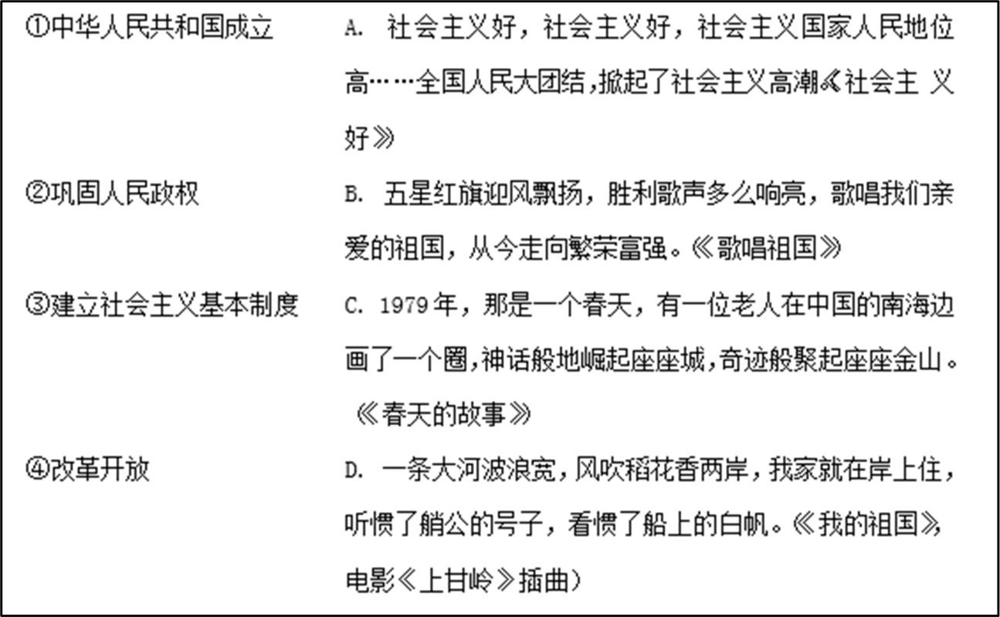 ①中华人民共和国成立 A. 社会主义好，社会主义好，社会主义国家人民地位
高……全国人民大团结，掀起了社会主义高潮《社会主 义
好》）
②巩固人民政权 B. 五星红旗迎风飘扬，胜利歌声多么响亮，歌唱我们亲
爱的祖国，从今走向繁荣富强。（《歌唱祖国》）
③建立社会主义基本制度 C. 1979年，那是一个春天，有一位老人在中国的南海边
画了一个圈，神话般地崛起座座城，奇迹般聚起座座金山。
（《春天的故事》）
④改革开放 D. 一条大河波浪宽，风吹稻花香两岸，我家就在岸上住，
听惯了艄公的号子，看惯了船上的白帆。（《我的祖国》，
电影《上甘岭》插曲）